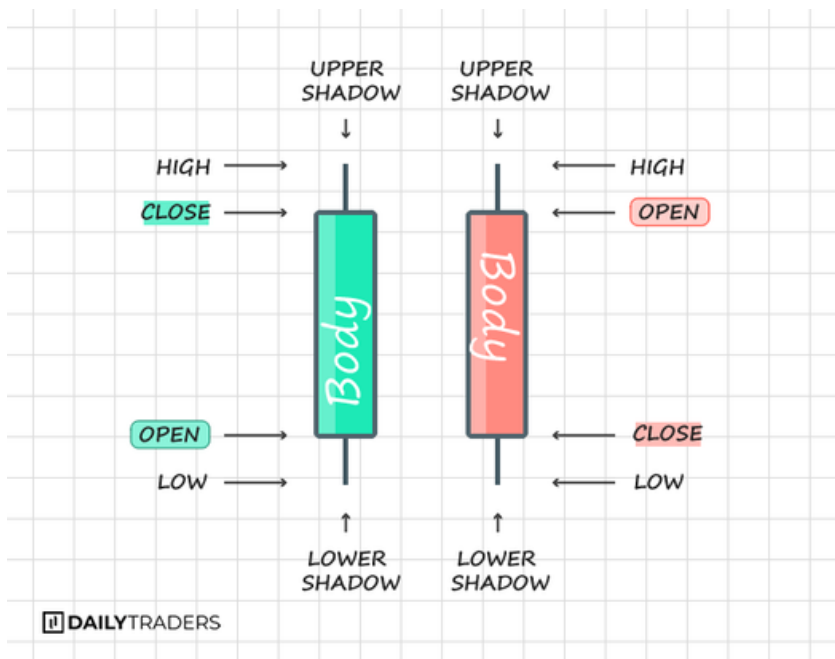 UPPER
SHADOW
UPPER
SHADOW
HIGH
HIGH
CLOSE
OPEN
Body
Body
OPEN
CLOSE
LOW
LOW
LOWER
SHADOW
LOWER
SHADOW
DAILYTRADERS